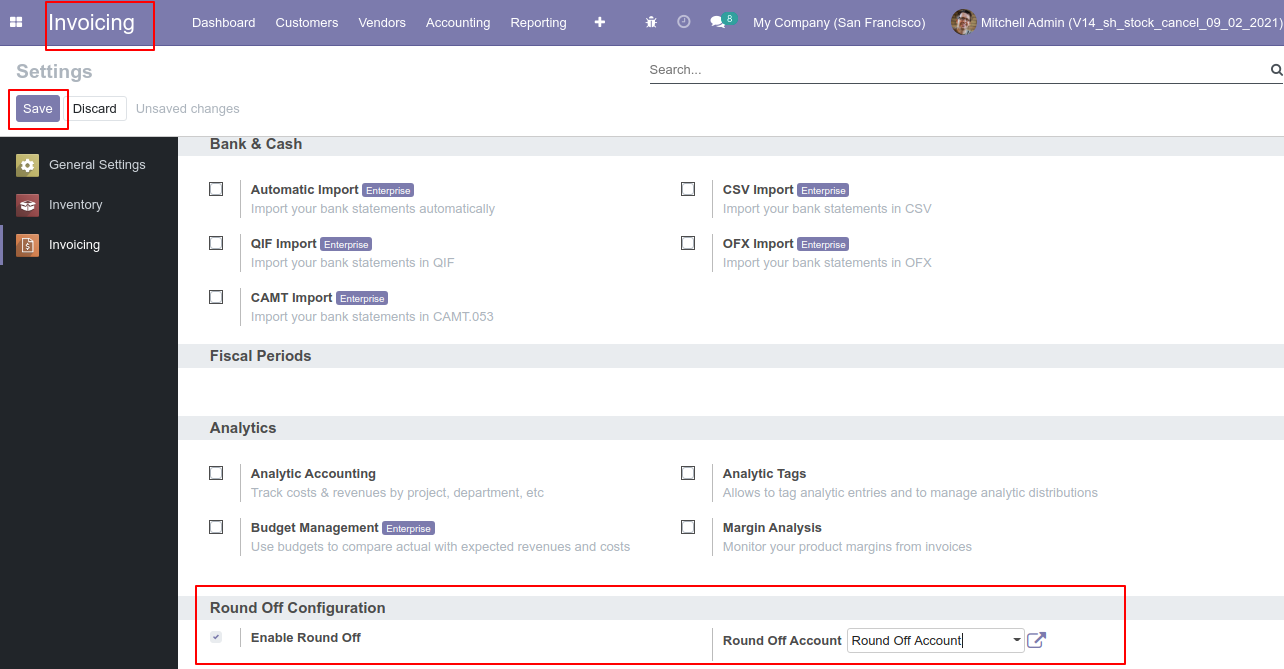 Invoicing Dashboard Customers Vendors Accounting Reporting 8 My Company (San Francisco) Mitchell Admin (V14_sh_stock_cancel_09_02_2021)
Settings Search...
Save Discard Unsaved changes
General Settings
Inventory
Invoicing
Bank & Cash
Automatic Import Enterprise CSV Import Enterprise
Import your bank statements automatically Import your bank statements in CSV
QIF Import Enterprise OFX Import Enterprise
Import your bank statements in QIF Import your bank statements in OFX
CAMT Import Enterprise
Import your bank statements in CAMT.053
Fiscal Periods
Analytics
Analytic Accounting Analytic Tags
Track costs & revenues by project, department, etc Allows to tag analytic entries and to manage analytic distributions
Budget Management Enterprise Margin Analysis
Use budgets to compare actual with expected revenues and costs Monitor your product margins from invoices
Round Off Configuration
Enable Round Off Round Off Account Round Off Account